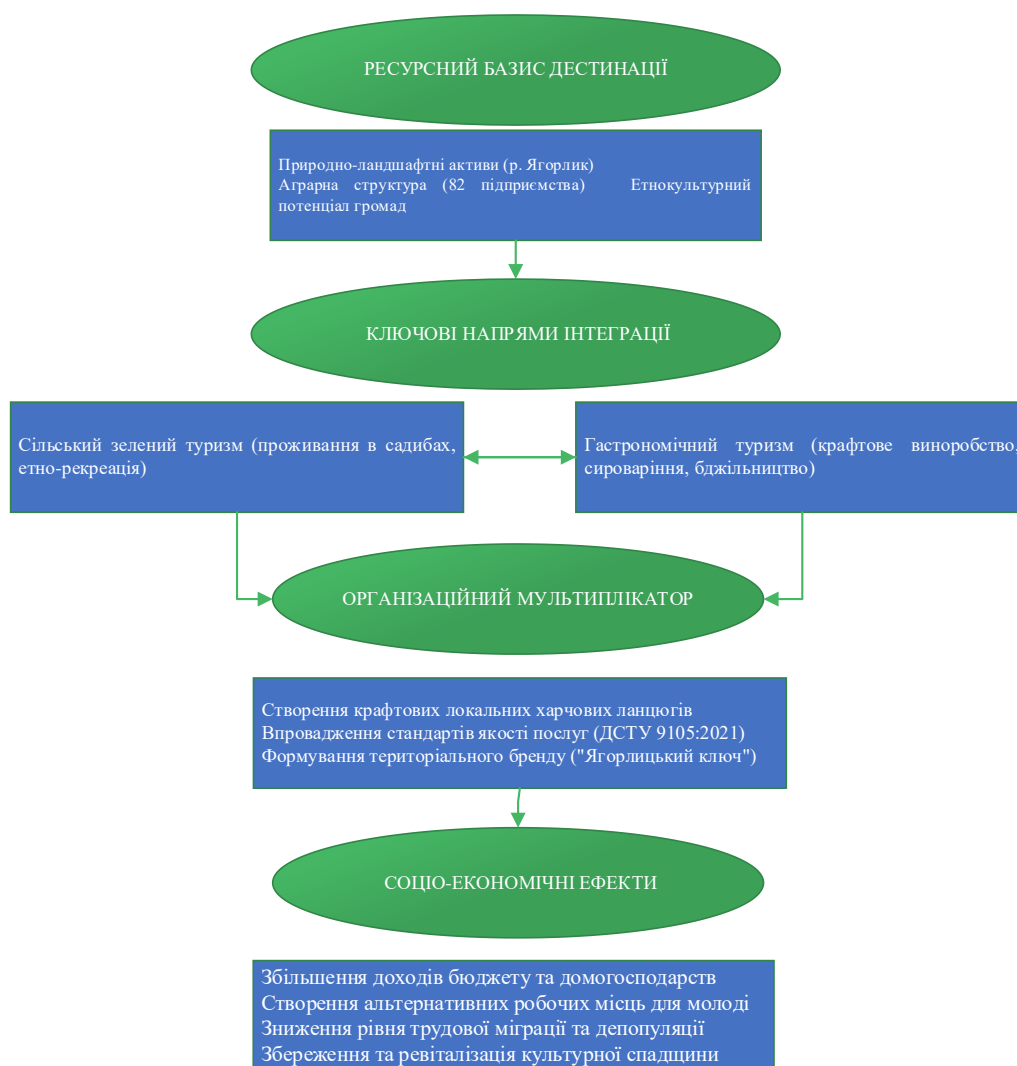 РЕСУРСНИЙ БАЗИС ДЕСТИНАЦІЇ
Природно-ландшафтні активи (р. Ягорлик)
Аграрна структура (82 підприємства) Етнокультурний
потенціал громад
КЛЮЧОВІ НАПРЯМИ ІНТЕГРАЦІЇ
Сільський зелений туризм (проживання в садибах,
етно-рекреація)
Гастрономічний туризм (крафтове виноробство,
сироваріння, бджільництво)
ОРГАНІЗАЦІЙНИЙ МУЛЬТИПЛІКАТОР
Створення крафтових локальних харчових ланцюгів
Впровадження стандартів якості послуг (ДСТУ 9105:2021)
Формування територіального бренду ("Ягорлицький ключ")
СОЦІО-ЕКОНОМІЧНІ ЕФЕКТИ
Збільшення доходів бюджету та домогосподарств
Створення альтернативних робочих місць для молоді
Зниження рівня трудової міграції та депопуляції
Збереження та ревіталізація культурної спадщини